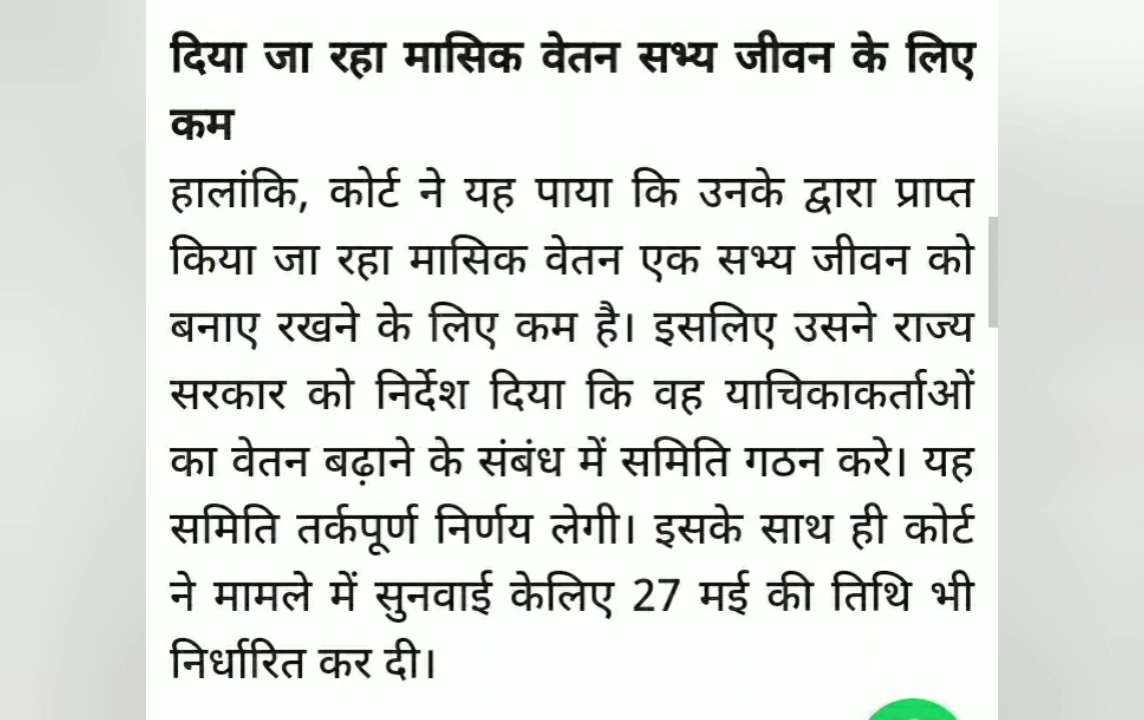 दिया जा रहा मासिक वेतन सभ्य जीवन के लिए
कम
हालांकि, कोर्ट ने यह पाया कि उनके द्वारा प्राप्त
किया जा रहा मासिक वेतन एक सभ्य जीवन को
बनाए रखने के लिए कम है। इसलिए उसने राज्य
सरकार को निर्देश दिया कि वह याचिकाकर्ताओं
का वेतन बढ़ाने के संबंध में समिति गठन करे। यह
समिति तर्कपूर्ण निर्णय लेगी। इसके साथ ही कोर्ट
ने मामले में सुनवाई केलिए 27 मई की तिथि भी
निर्धारित कर दी।